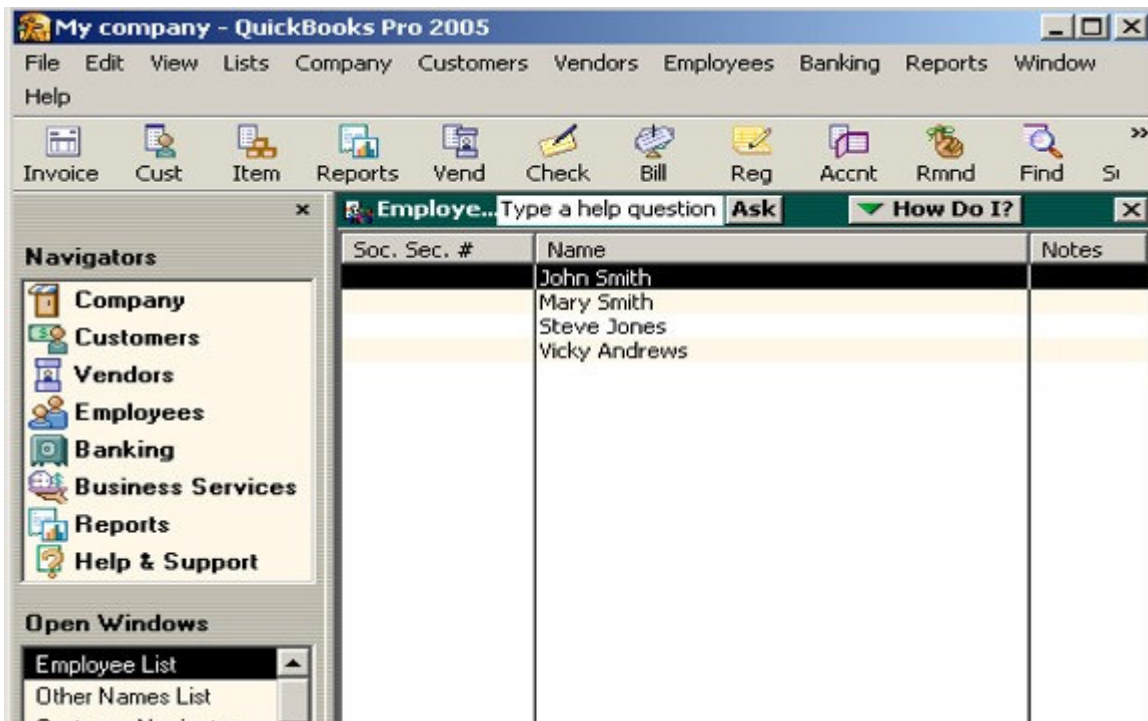 My company - QuickBooks Pro 2005
File Edit View Lists Company Customers Vendors Employees Banking Reports Window
Help
Invoice Cust Item Reports Vend Check Bill Reg Accnt Rmnd Find
Employe... Type a help question Ask How Do I?
Navigators
Company
Customers
Vendors
Employees
Banking
Business Services
Reports
Help & Support
Open Windows
Employee List
Other Names List
Soc. Sec. # Name Notes
John Smith
Mary Smith
Steve Jones
Vicky Andrews